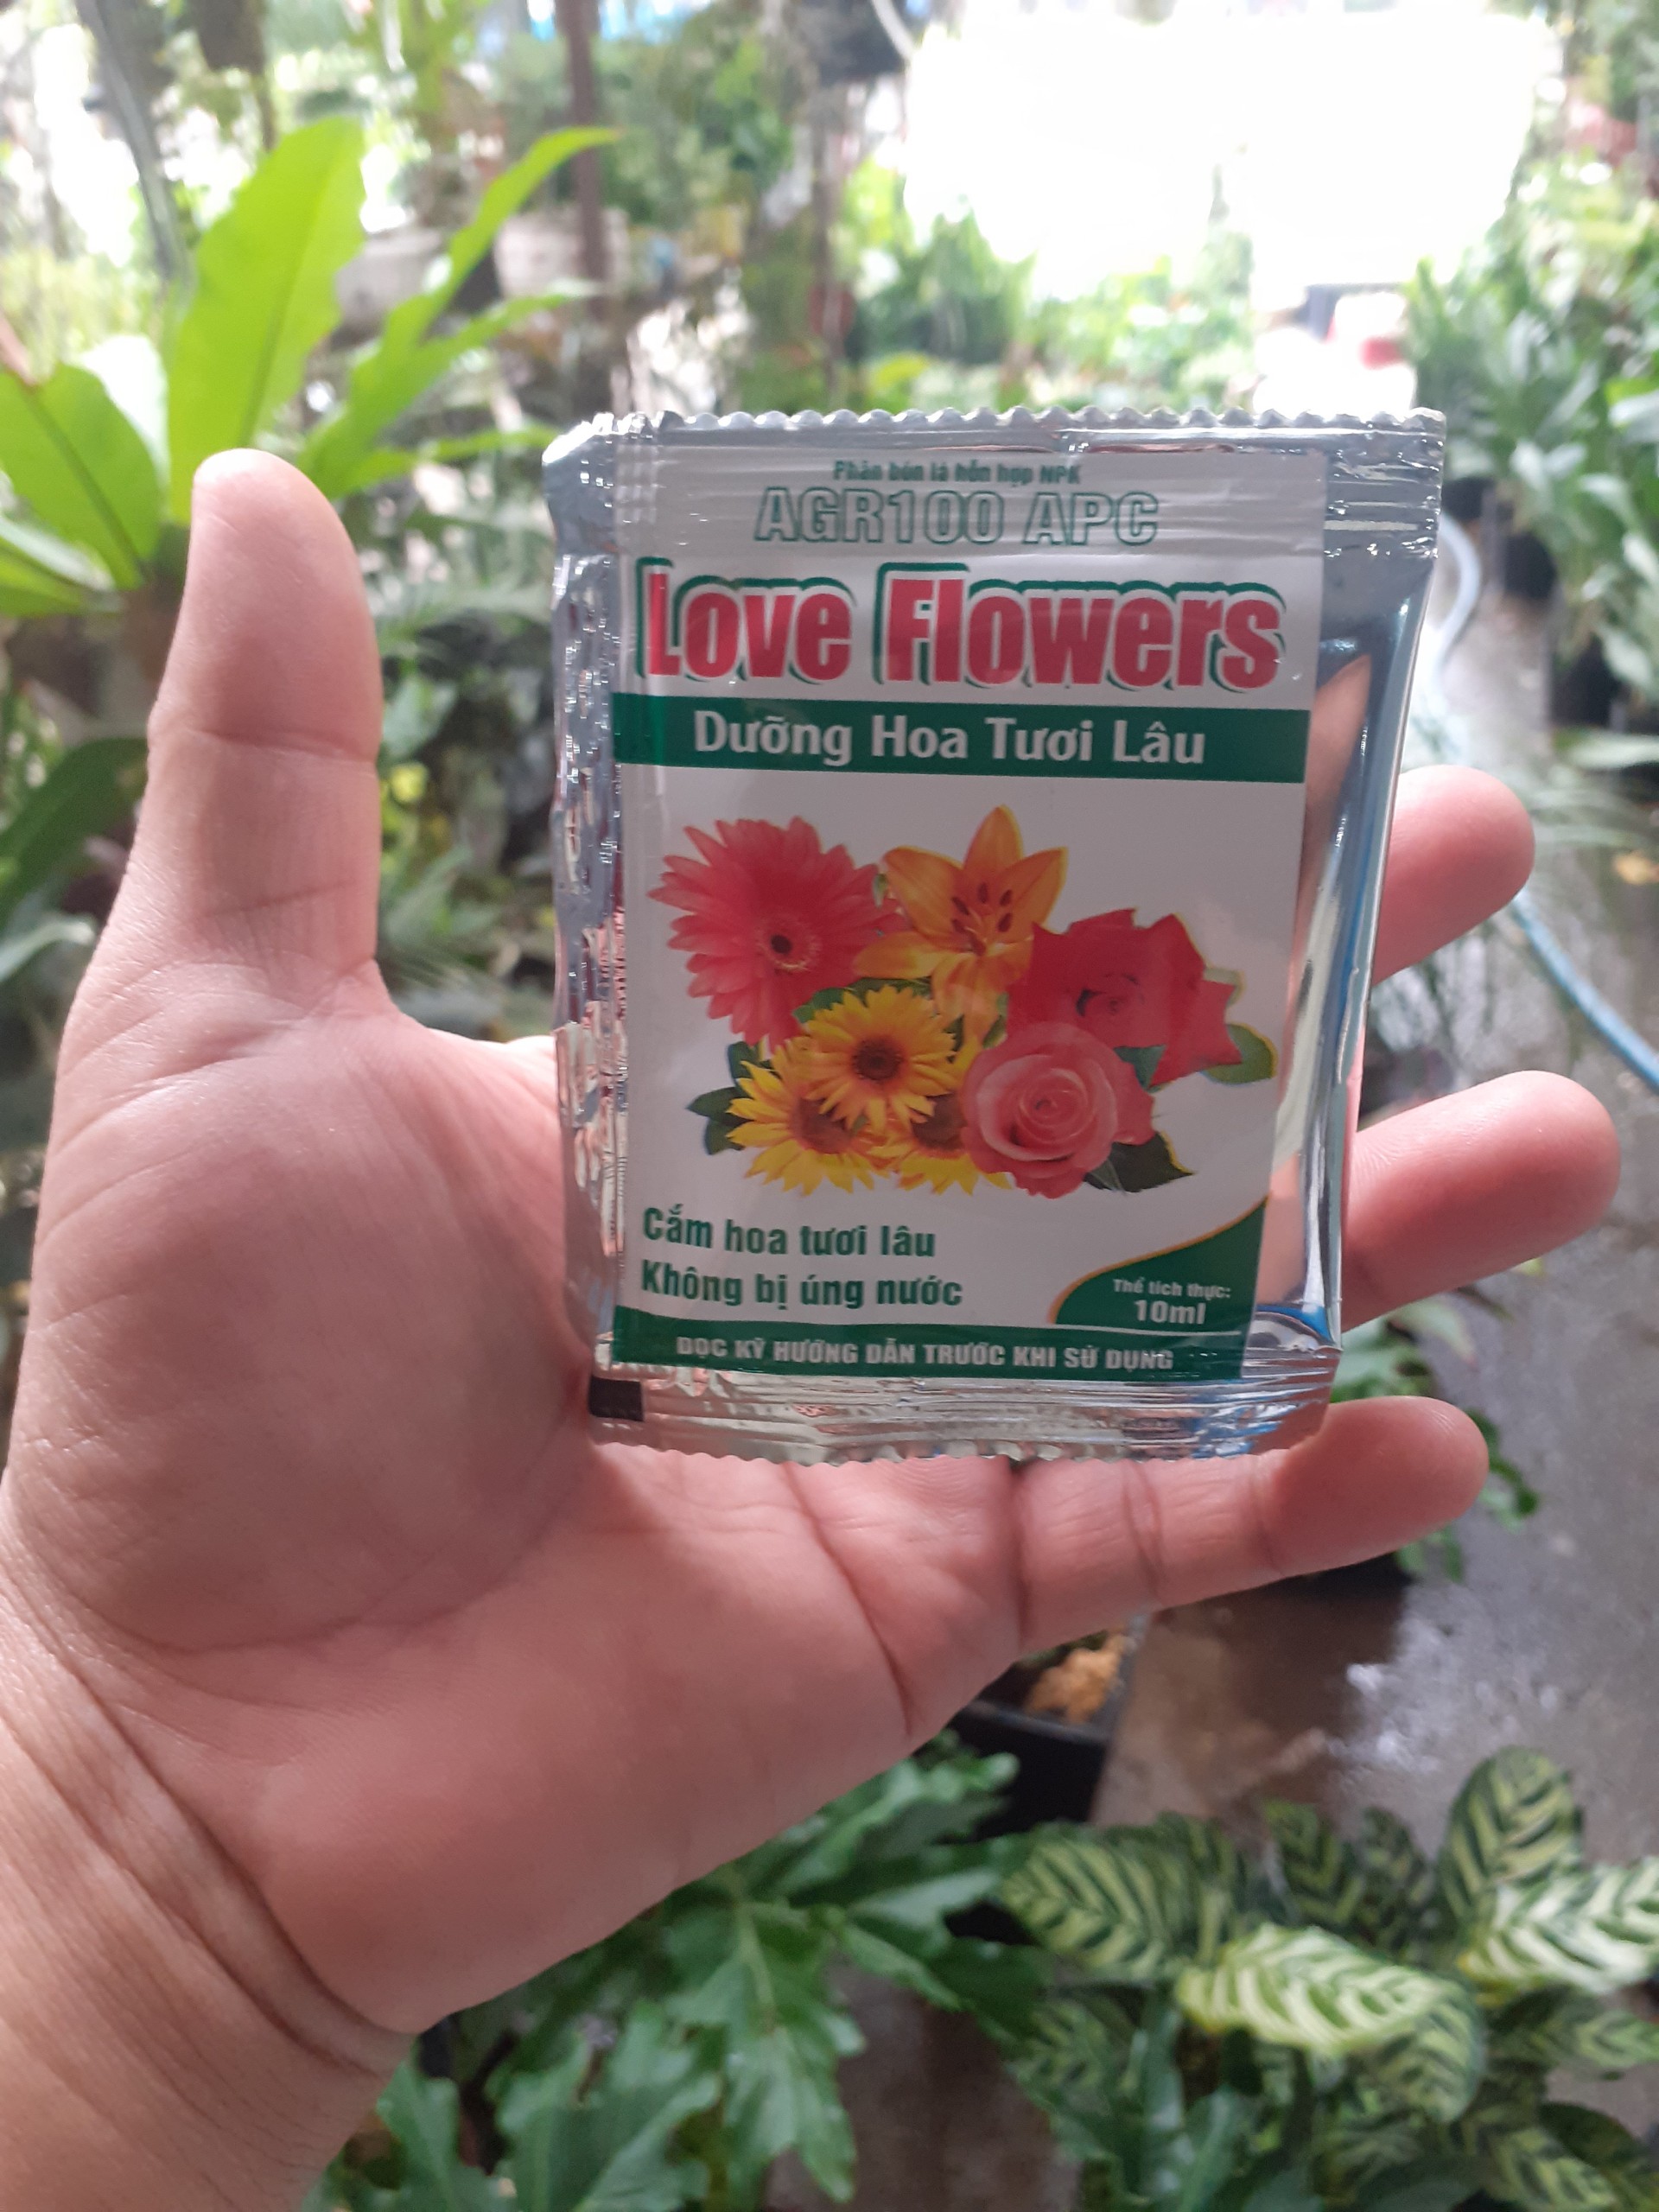 Phân bón lá hỗn hợp NPK
AGR100 APC
Love Flowers
Dưỡng Hoa Tươi Lâu
Cắm hoa tươi lâu
Không bị úng nước
Thể tích thực:
10ml
ĐỌC KỸ HƯỚNG DẪN TRƯỚC KHI SỬ DỤNG